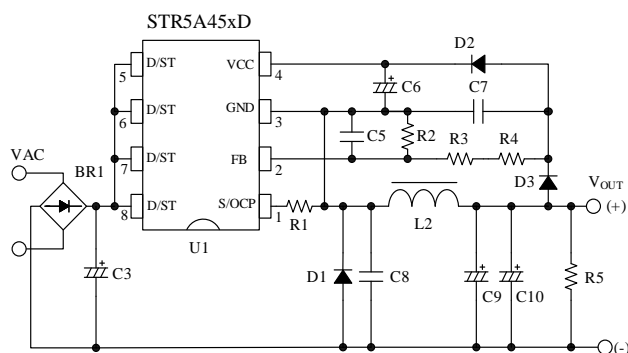 STR5A45xD
D/ST VCC D2
5 4
C6 C7
D/ST GND
6 3
C5 R2 R3 R4
VAC D/ST FB
7 2
BR1 D3 VOUT
D/ST S/OCP (+)
8 1 R1
U1 L2
C3 D1 C8 C9 C10 R5
(-)